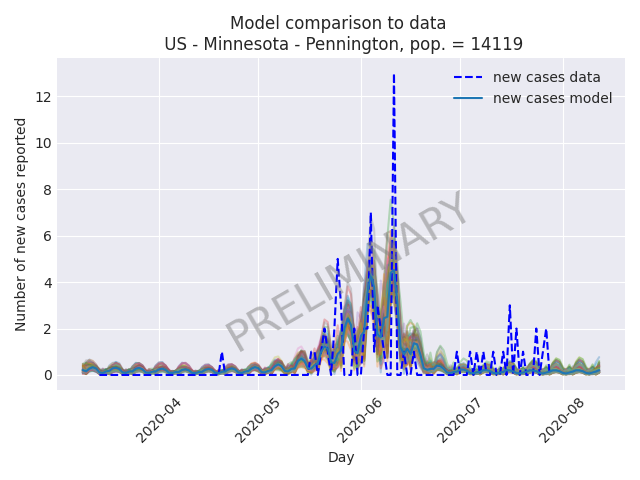 Model comparison to data
US - Minnesota - Pennington, pop. = 14119
new cases data
new cases model
Number of new cases reported
12
10
8
6
4
2
0
PRELIMINARY
2020-04
2020-05
2020-06
2020-07
2020-08
Day